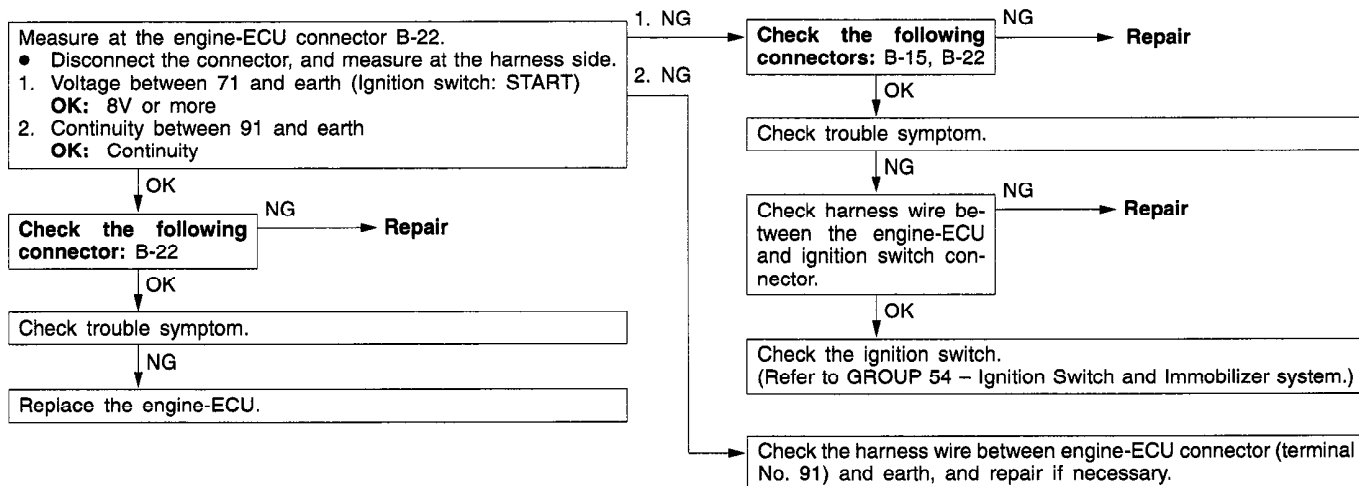 Measure at the engine-ECU connector B-22.
● Disconnect the connector, and measure at the harness side.
1. Voltage between 71 and earth (Ignition switch: START)
OK: 8V or more
2. Continuity between 91 and earth
OK: Continuity
OK
Check the following
connector: B-22
NG
Repair
OK
Check trouble symptom.
NG
Replace the engine-ECU.
1. NG
2. NG
Check the following
connectors: B-15, B-22
NG
Repair
OK
Check trouble symptom.
NG
Check harness wire be-
tween the engine-ECU
and ignition switch con-
nector.
NG
Repair
OK
Check the ignition switch.
(Refer to GROUP 54 – Ignition Switch and Immobilizer system.)
Check the harness wire between engine-ECU connector (terminal
No. 91) and earth, and repair if necessary.